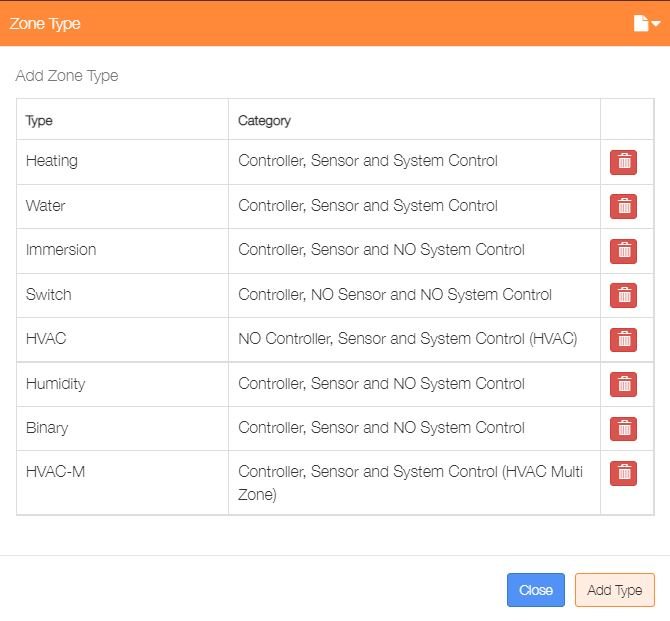 Zone Type
Add Zone Type
Type Category
Heating Controller, Sensor and System Control
Water Controller, Sensor and System Control
Immersion Controller, Sensor and NO System Control
Switch Controller, NO Sensor and NO System Control
HVAC NO Controller, Sensor and System Control (HVAC)
Humidity Controller, Sensor and NO System Control
Binary Controller, Sensor and NO System Control
HVAC-M Controller, Sensor and System Control (HVAC Multi
Zone)
Close Add Type